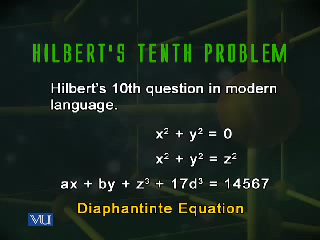 HILBERT'S TENTH PROBLEM
Hilbert's 10th question in modern
language.
x² + y² = 0
x² + y² = z²
ax + by + z³ + 17d³ = 14567
Diaphantinte Equation
VU